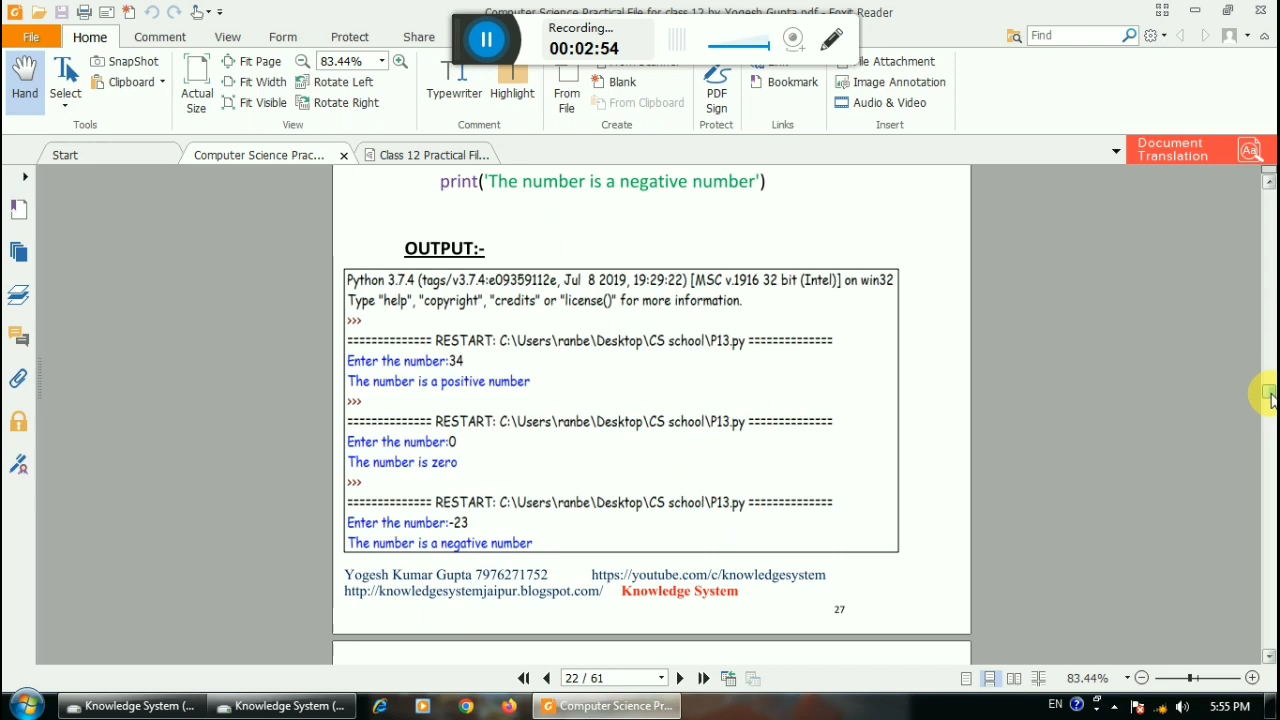 Computer Science Practical File for class 12 by Yogesh Gupta.pdf - Foxit Reader
Recording...
00:02:54
File Home Comment View Form Protect Share Find
Hand
Select
SnapShot
Clipboard
Tools
Actual Size
Fit Page
Fit Width
Fit Visible
83.44%
Rotate Left
Rotate Right
View
Typewriter
Highlight
Comment
From File
Blank
From Clipboard
Create
PDF Sign
Protect
Bookmark
Links
File Attachment
Image Annotation
Audio & Video
Insert
Start
Computer Science Prac...
Class 12 Practical Fil...
Document Translation
print('The number is a negative number')
OUTPUT:-
Python 3.7.4 (tags/v3.7.4:e09359112e, Jul 8 2019, 19:29:22) [MSC v.1916 32 bit (Intel)] on win32
Type "help", "copyright", "credits" or "license()" for more information.
>>>
============== RESTART: C:\Users\ranbe\Desktop\CS school\P13.py ==============
Enter the number:34
The number is a positive number
>>>
============== RESTART: C:\Users\ranbe\Desktop\CS school\P13.py ==============
Enter the number:0
The number is zero
>>>
============== RESTART: C:\Users\ranbe\Desktop\CS school\P13.py ==============
Enter the number:-23
The number is a negative number
Yogesh Kumar Gupta 7976271752 https://youtube.com/c/knowledgesystem
http://knowledgesystemjaipur.blogspot.com/ Knowledge System
27
22 / 61
83.44%
Knowledge System (...
Knowledge System (...
Computer Science Pr...
EN
5:55 PM